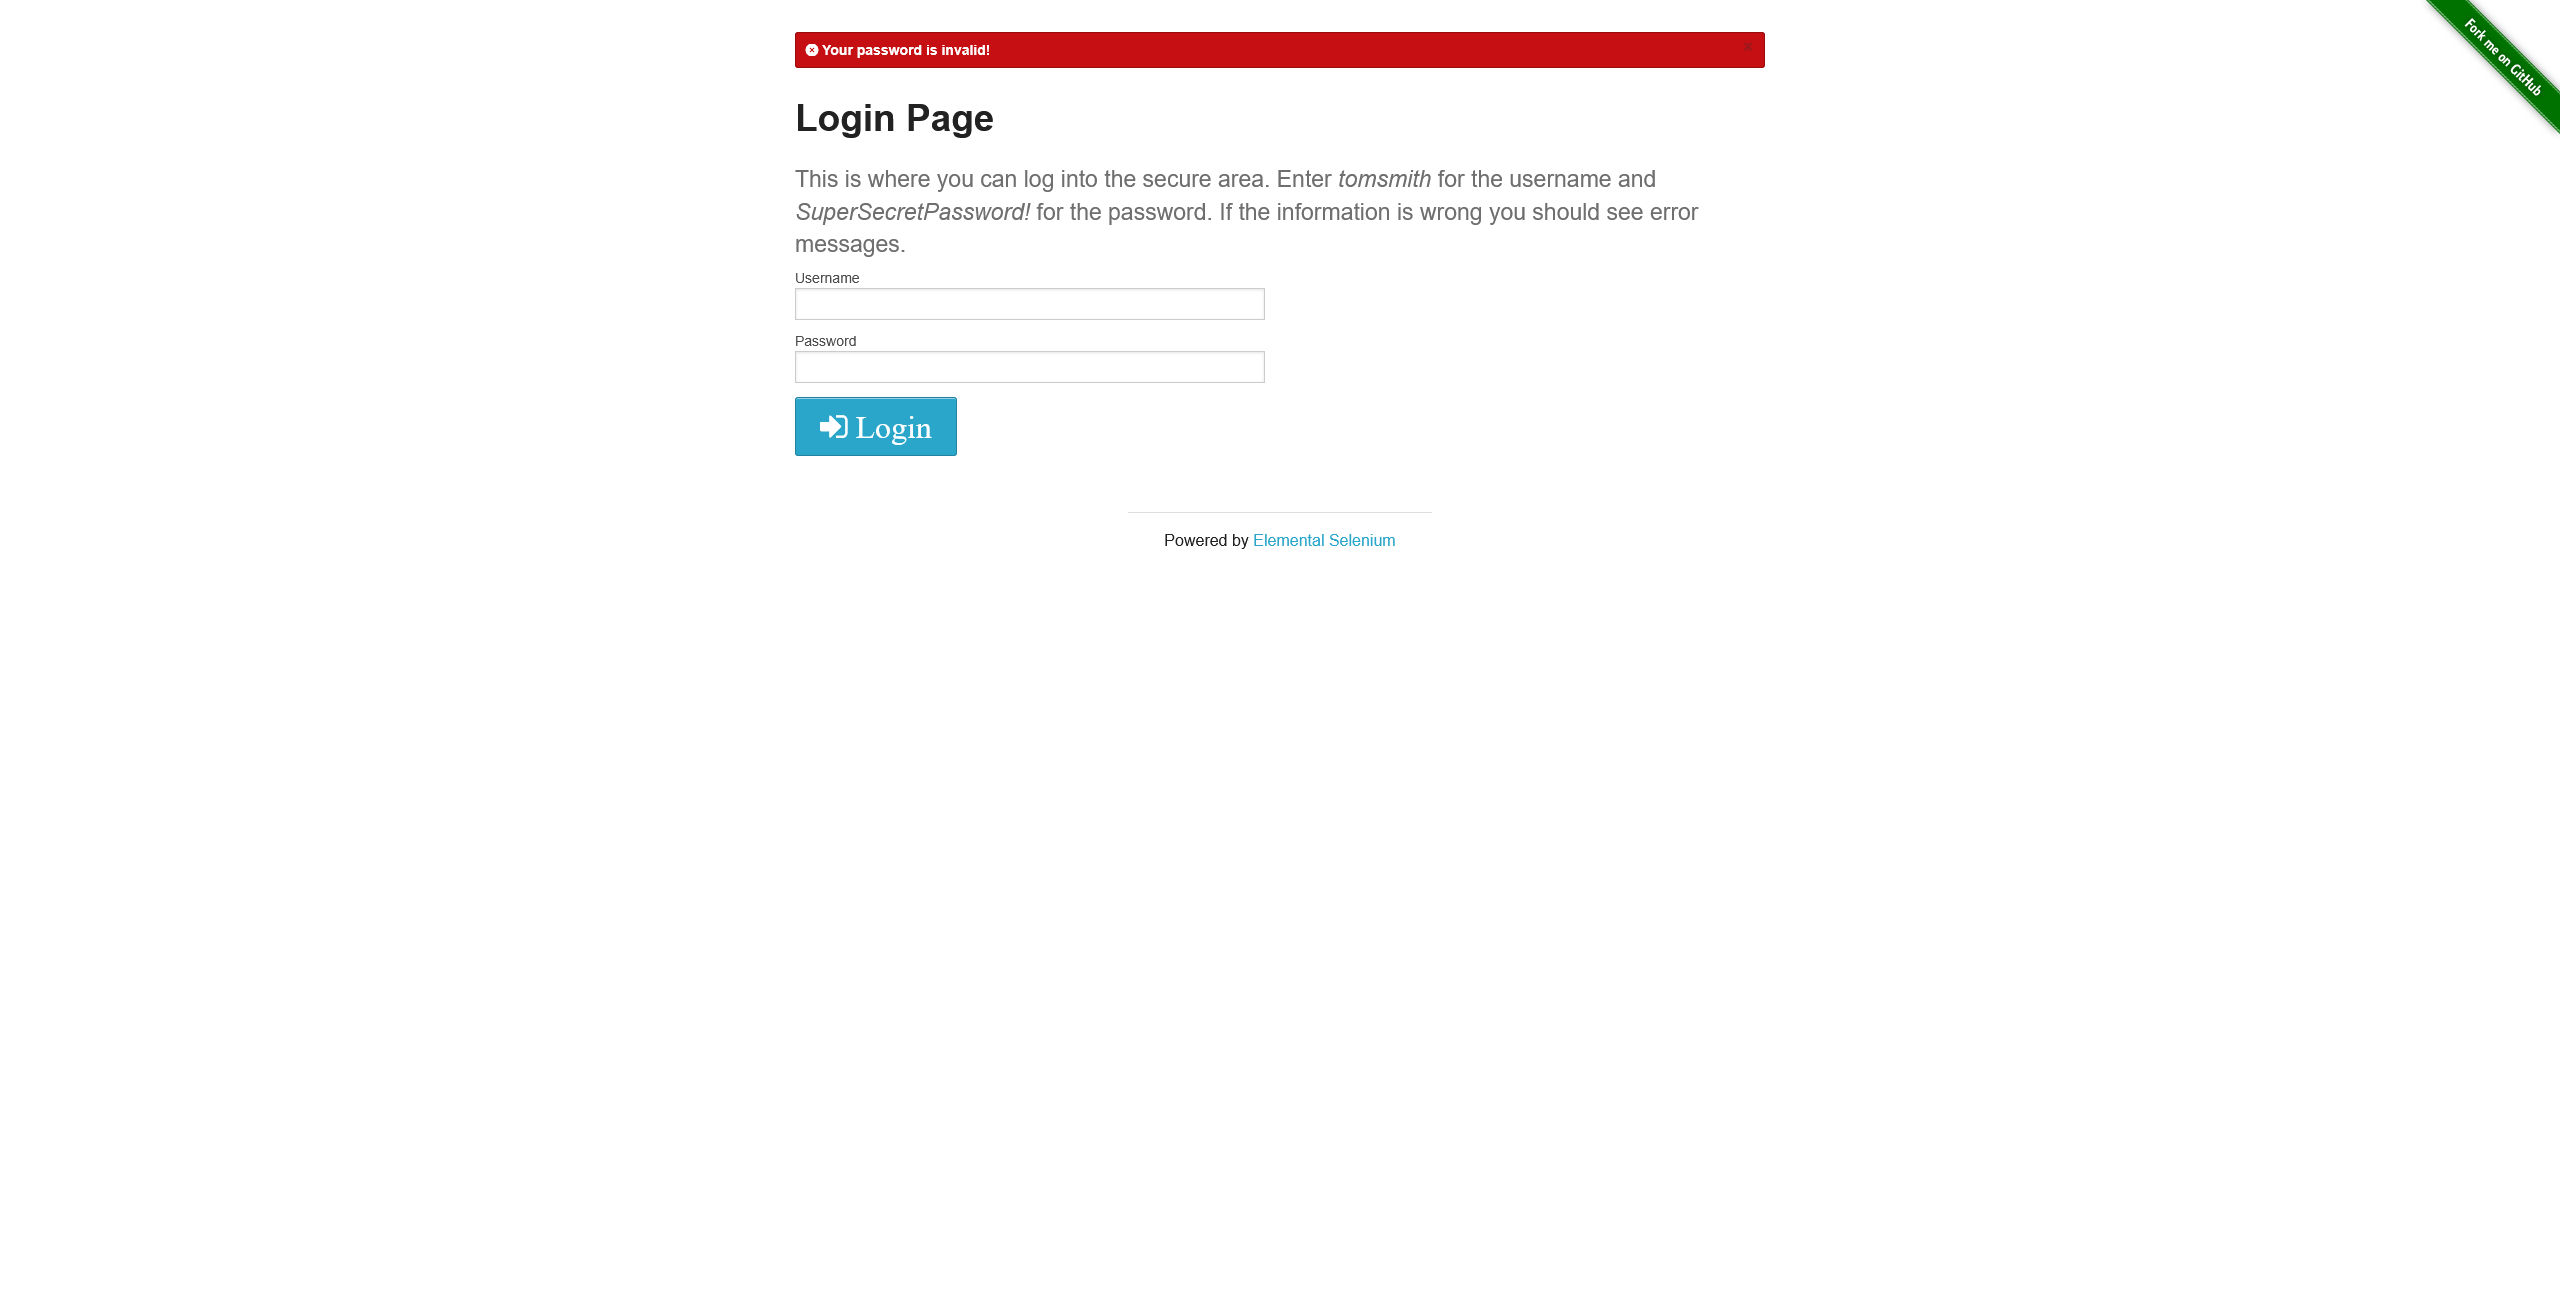 Your password is invalid!
×
Fork me on GitHub
Login Page
This is where you can log into the secure area. Enter tomsmith for the username and
SuperSecretPassword! for the password. If the information is wrong you should see error
messages.
Username
Password
Login
Powered by Elemental Selenium